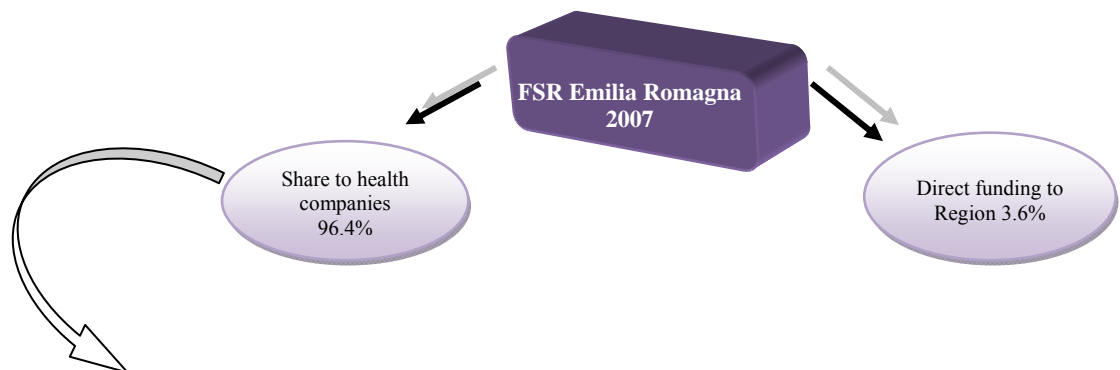 FSR Emilia Romagna
2007
Share to health
companies
96.4%
Direct funding to
Region 3.6%